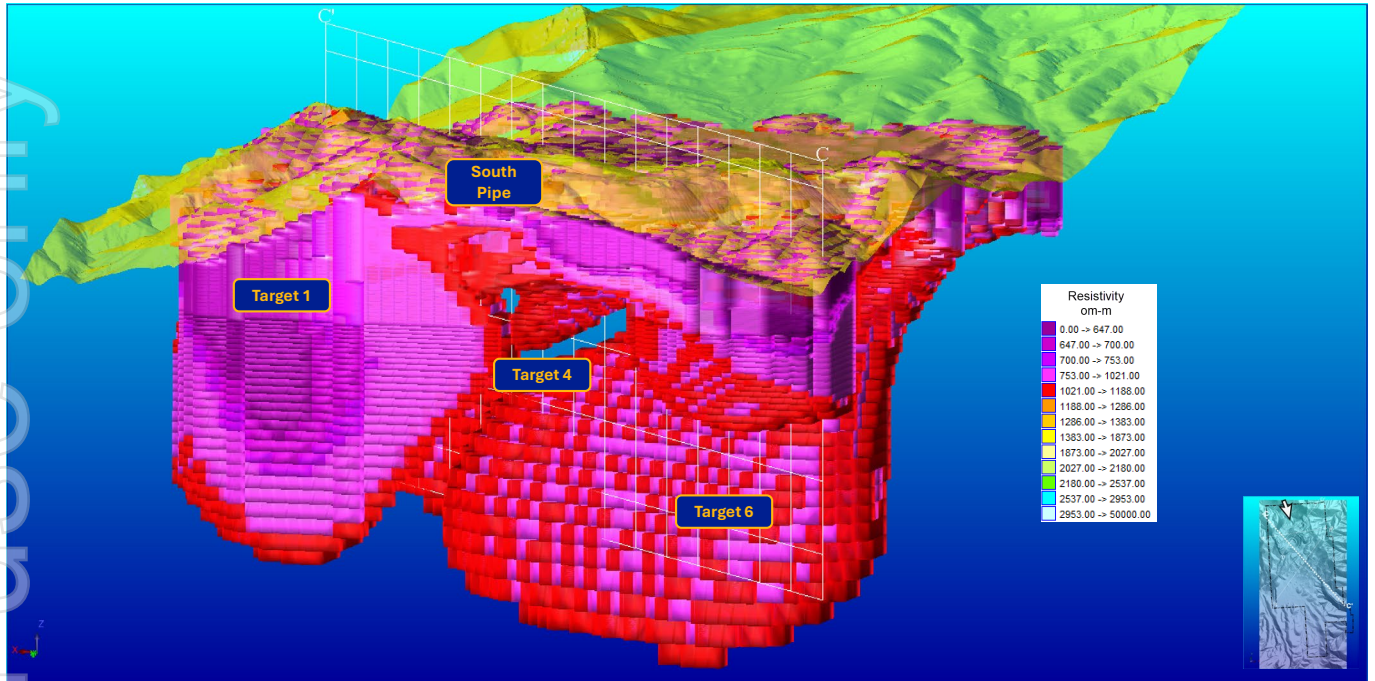 C'
C
South
Pipe
Target 1
Target 4
Target 6
Resistivity
om-m
0.00 -> 647.00
647.00 -> 700.00
700.00 -> 753.00
753.00 -> 1021.00
1021.00 -> 1188.00
1188.00 -> 1286.00
1286.00 -> 1383.00
1383.00 -> 1873.00
1873.00 -> 2027.00
2027.00 -> 2180.00
2180.00 -> 2537.00
2537.00 -> 2953.00
2953.00 -> 50000.00
Z
X
C
C'